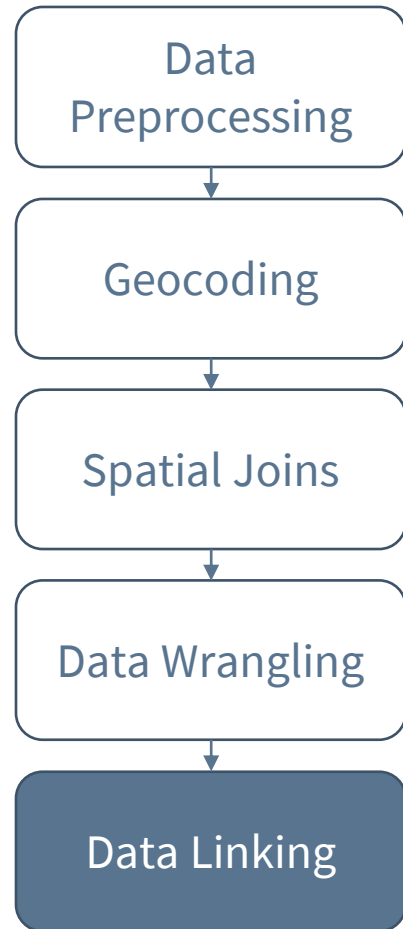 Data
Preprocessing
Geocoding
Spatial Joins
Data Wrangling
Data Linking